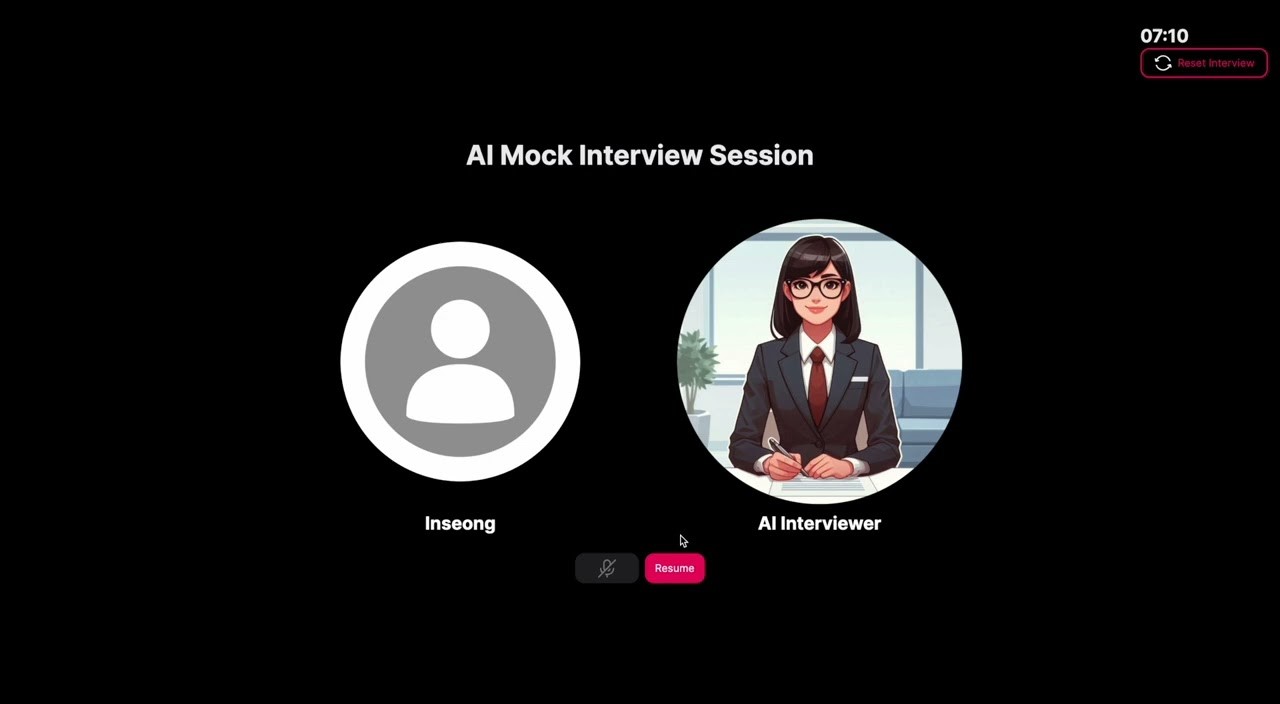 07:10
Reset Interview
AI Mock Interview Session
Inseong
AI Interviewer
Resume